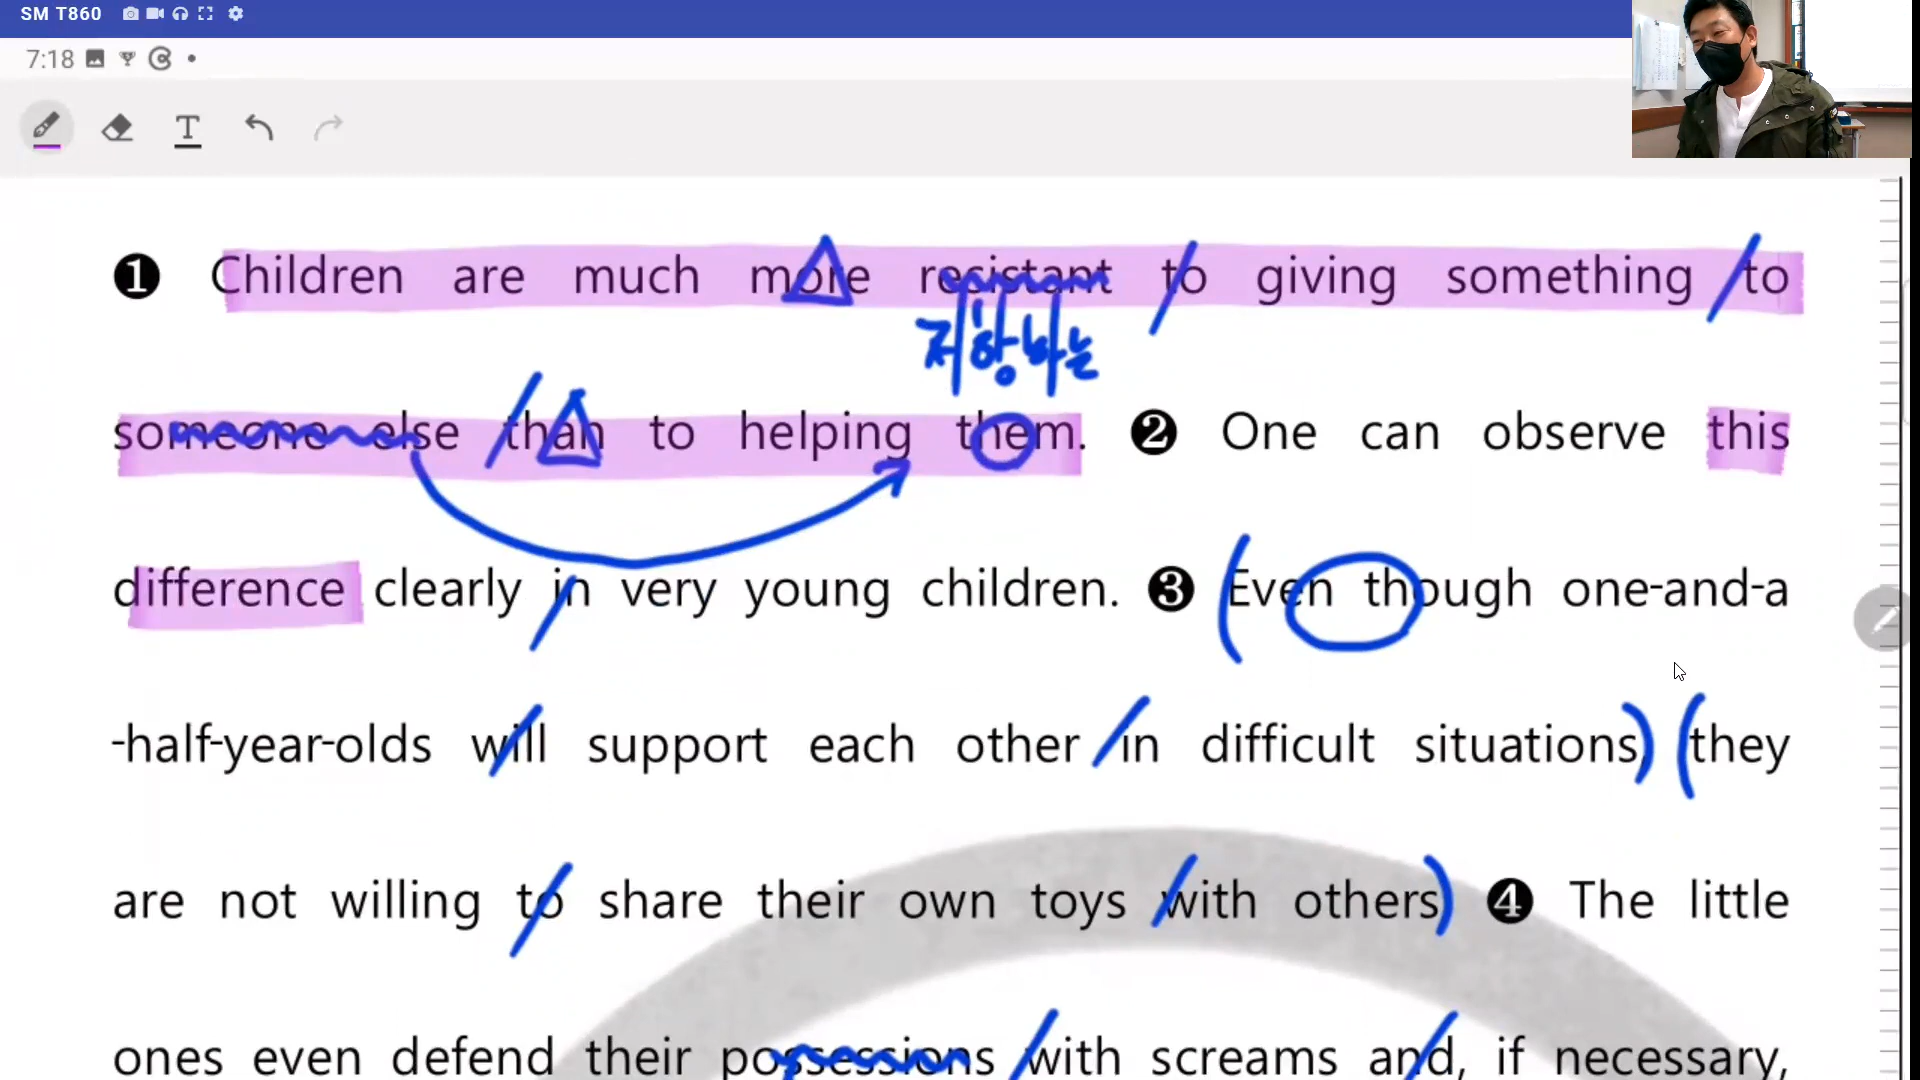 SM T860
7:18
❶ Children are much more resistant to giving something to
저항하는
someone else than to helping them. ❷ One can observe this
difference clearly in very young children. ❸ Even though one-and-a
-half-year-olds will support each other in difficult situations, they
are not willing to share their own toys with others. ❹ The little
ones even defend their possessions with screams and, if necessary,